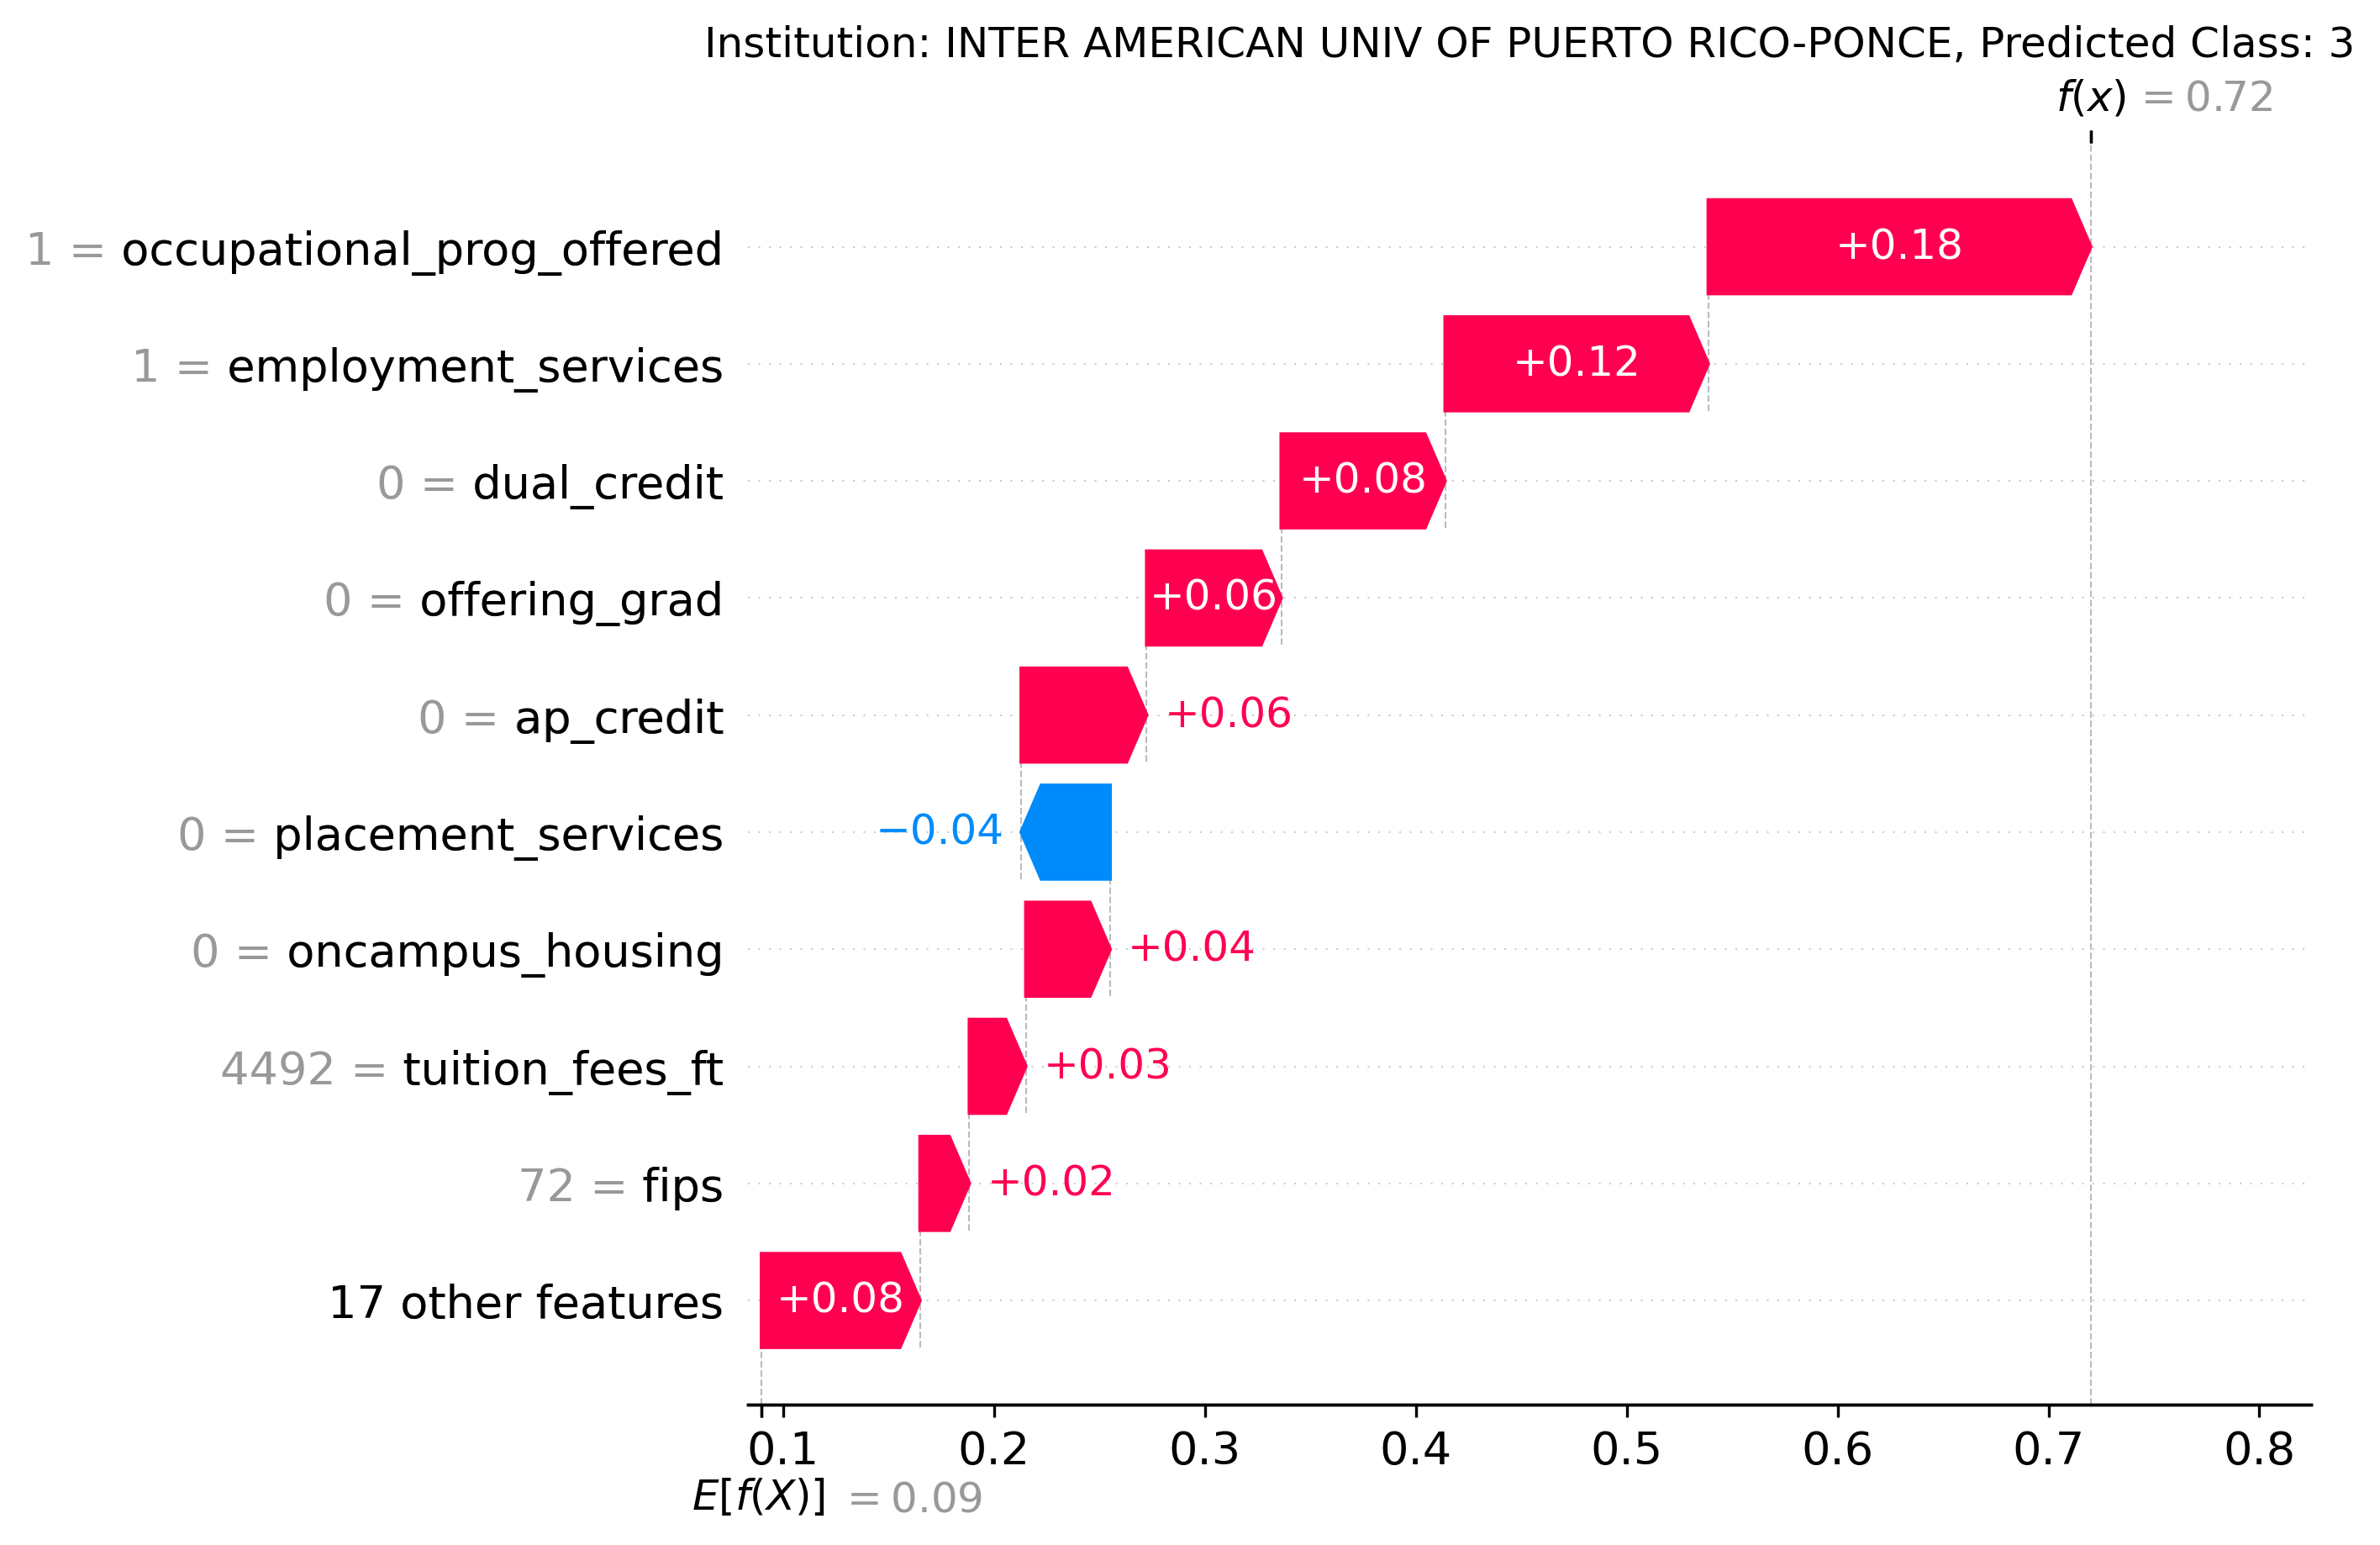 Institution: INTER AMERICAN UNIV OF PUERTO RICO-PONCE, Predicted Class: 3
f(x) = 0.72
1 = occupational_prog_offered +0.18
1 = employment_services +0.12
0 = dual_credit +0.08
0 = offering_grad +0.06
0 = ap_credit +0.06
0 = placement_services −0.04
0 = oncampus_housing +0.04
4492 = tuition_fees_ft +0.03
72 = fips +0.02
17 other features +0.08
0.1 0.2 0.3 0.4 0.5 0.6 0.7 0.8
E[f(X)] = 0.09